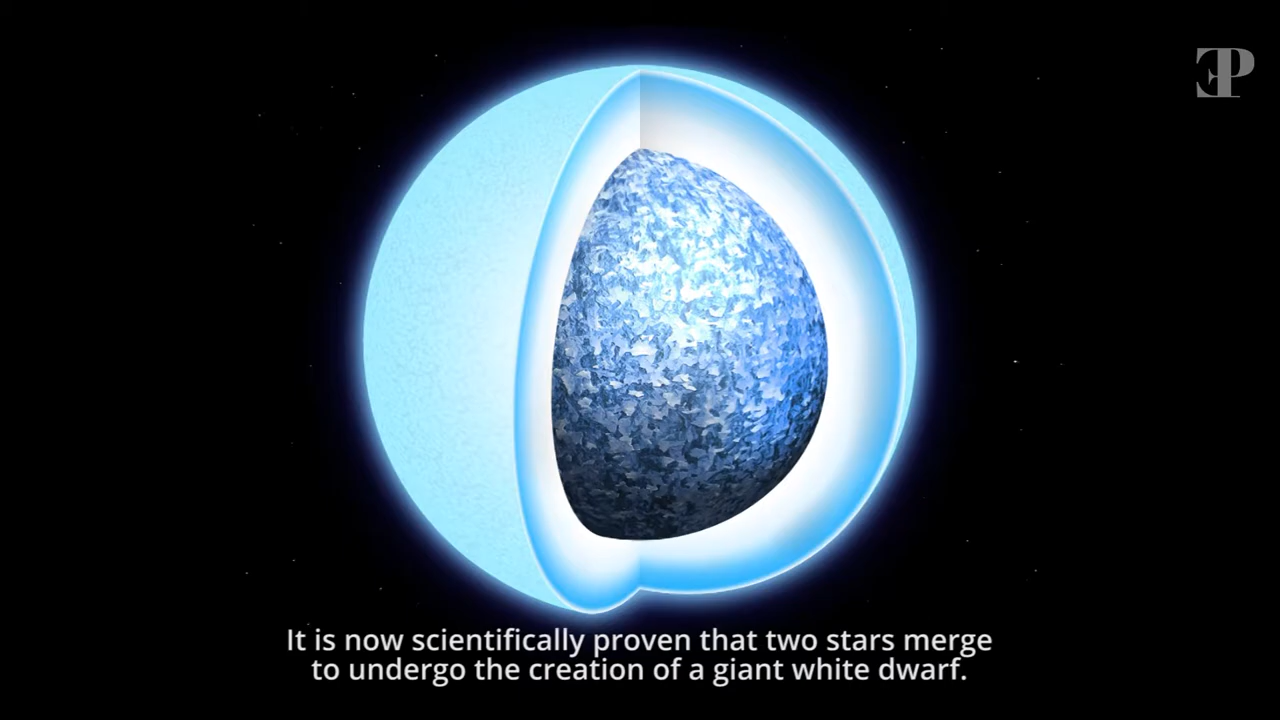 It is now scientifically proven that two stars merge
to undergo the creation of a giant white dwarf.